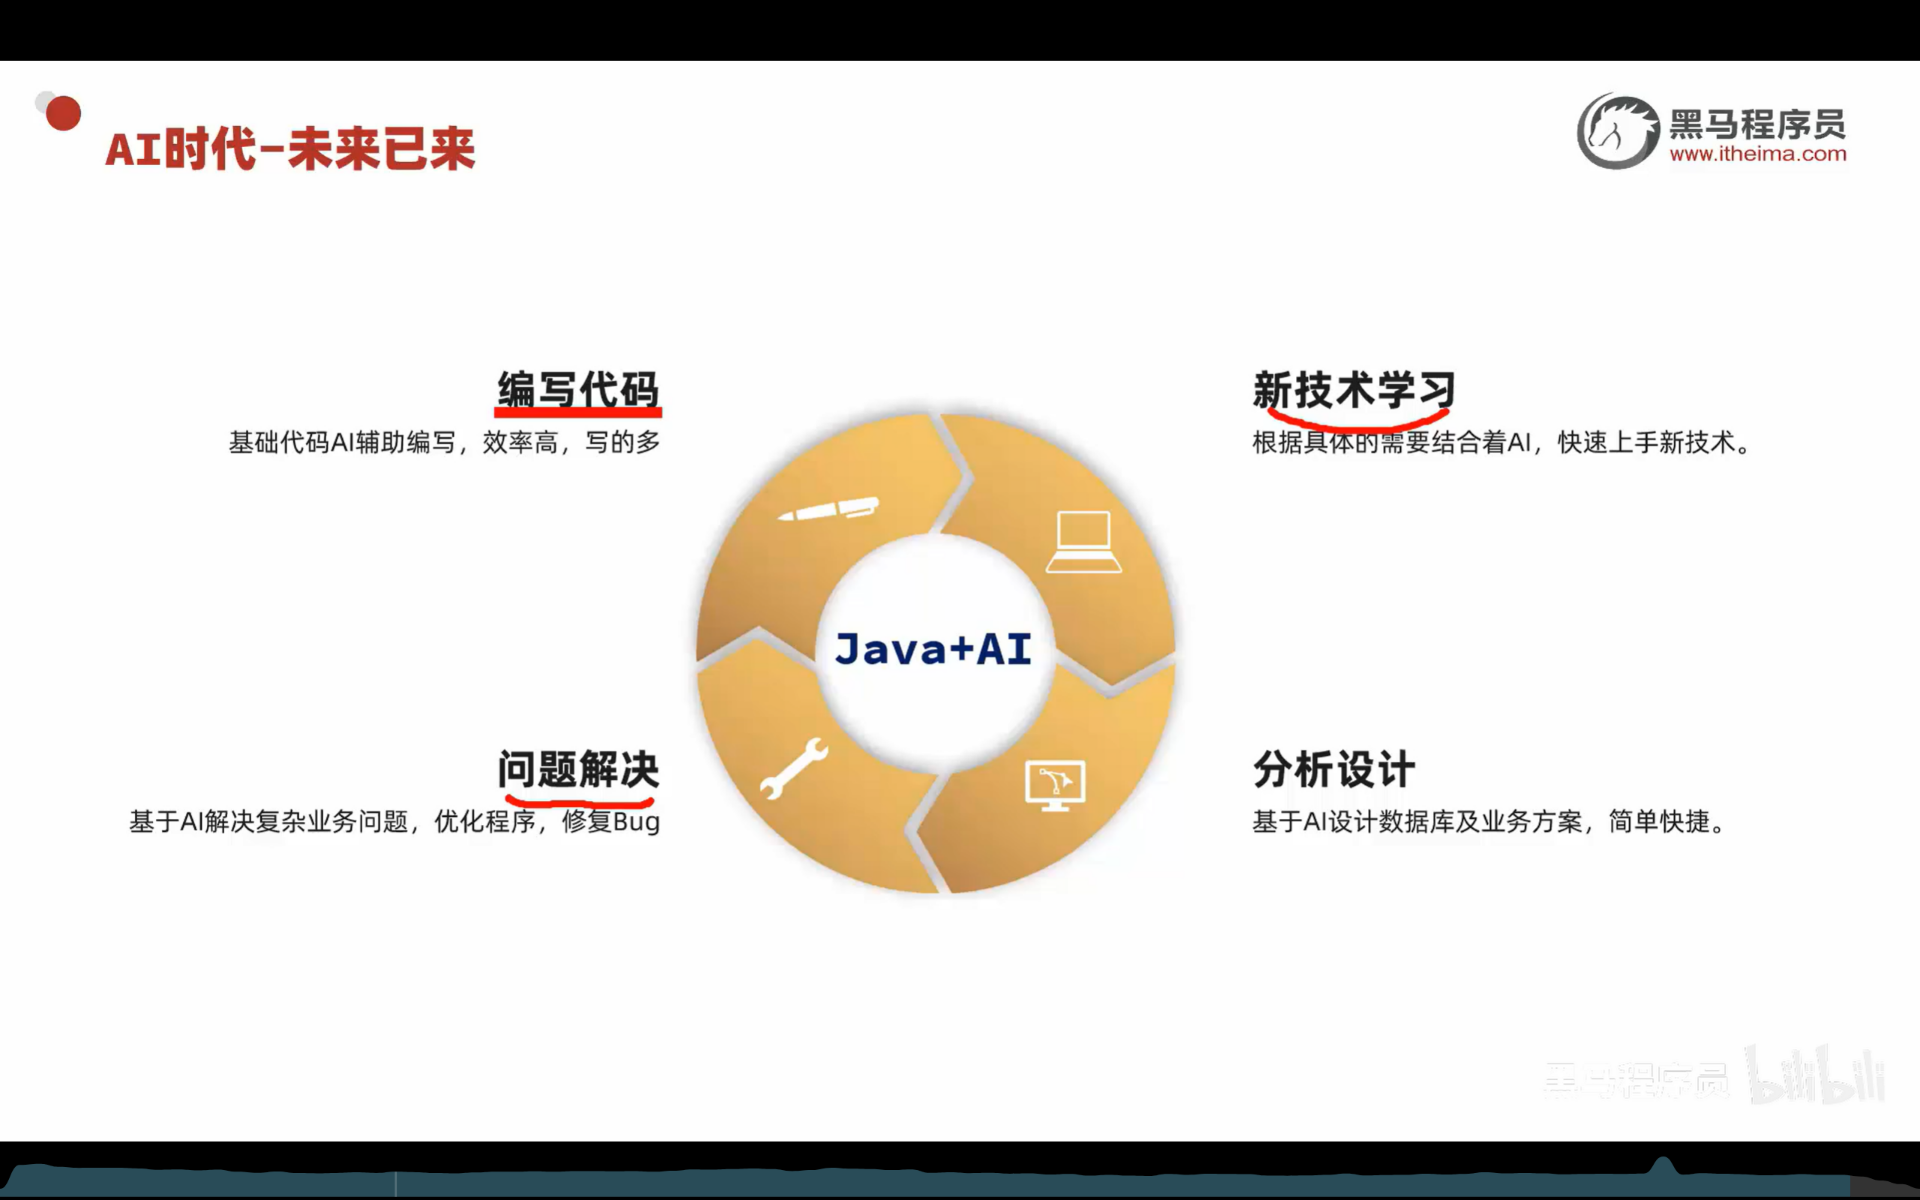 AI时代-未来已来
黑马程序员
www.itheima.com
编写代码
基础代码AI辅助编写，效率高，写的多
新技术学习
根据具体的需要结合着AI，快速上手新技术。
Java+AI
问题解决
基于AI解决复杂业务问题，优化程序，修复Bug
分析设计
基于AI设计数据库及业务方案，简单快捷。
黑马程序员 bilibili